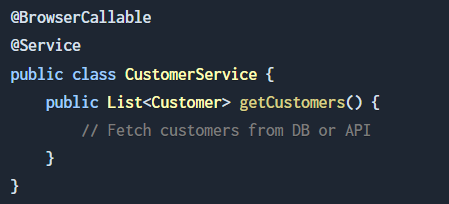 @BrowserCallable
@Service
public class CustomerService {
    public List<Customer> getCustomers() {
        // Fetch customers from DB or API
    }
}